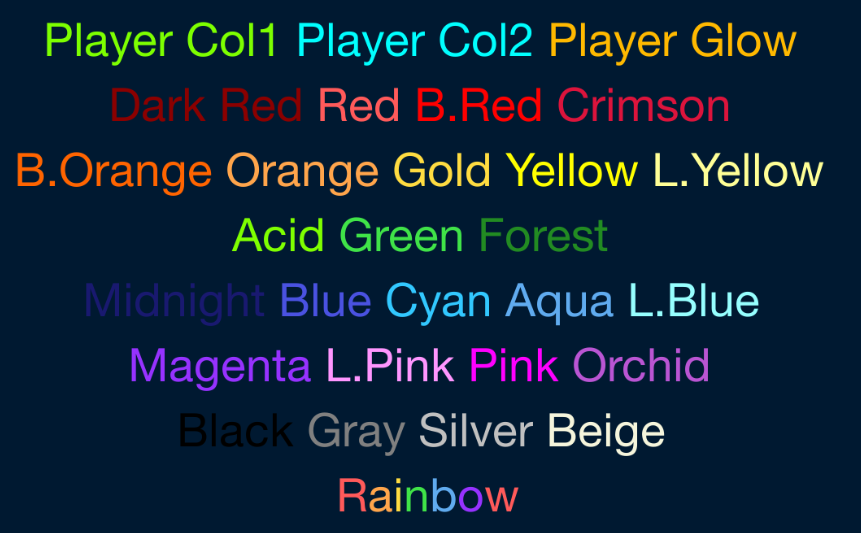 Player Col1 Player Col2 Player Glow
Dark Red Red B.Red Crimson
B.Orange Orange Gold Yellow L.Yellow
Acid Green Forest
Midnight Blue Cyan Aqua L.Blue
Magenta L.Pink Pink Orchid
Black Gray Silver Beige
Rainbow